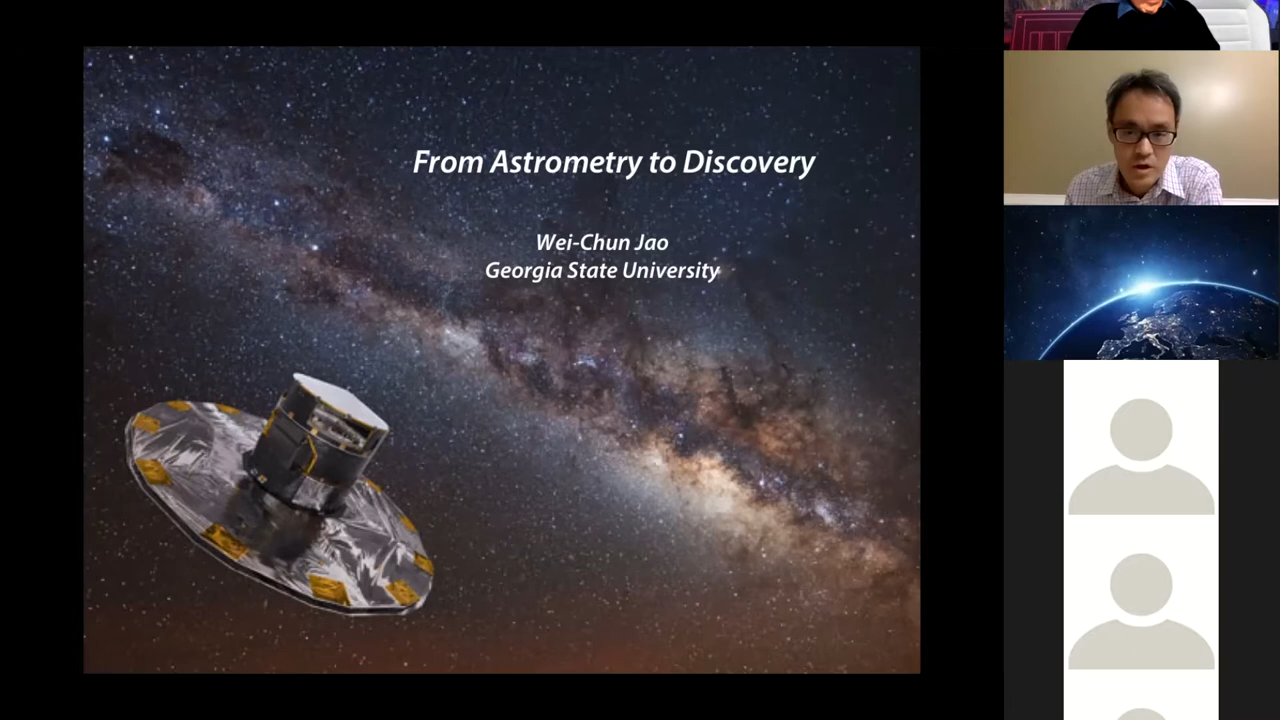 From Astrometry to Discovery
Wei-Chun Jao
Georgia State University